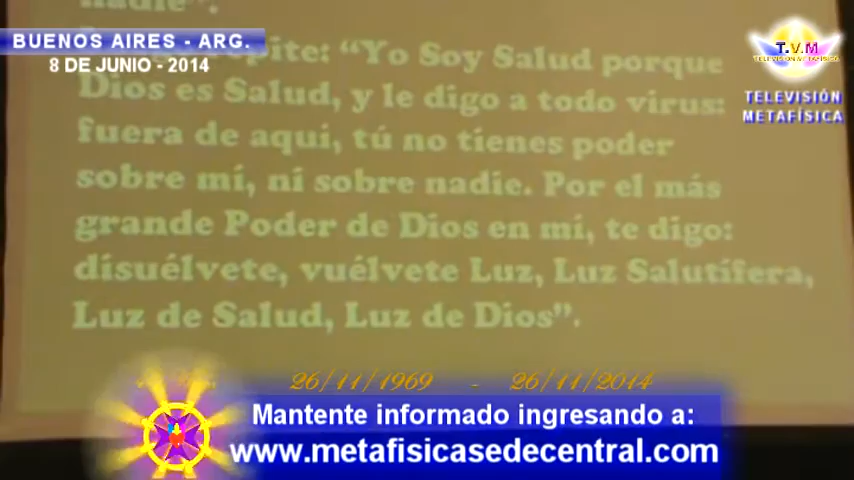 nadie".
BUENOS AIRES - ARG.
8 DE JUNIO - 2014
T.V.M
TELEVISIÓN METAFÍSICA
TELEVISIÓN
METAFÍSICA
"Yo Soy Salud porque
Dios es Salud, y le digo a todo virus:
fuera de aquí, tú no tienes poder
sobre mí, ni sobre nadie. Por el más
grande Poder de Dios en mí, te digo:
disuélvete, vuélvete Luz, Luz Salutífera,
Luz de Salud, Luz de Dios".
26/11/1969 - 26/11/2014
Mantente informado ingresando a:
www.metafisicasedecentral.com